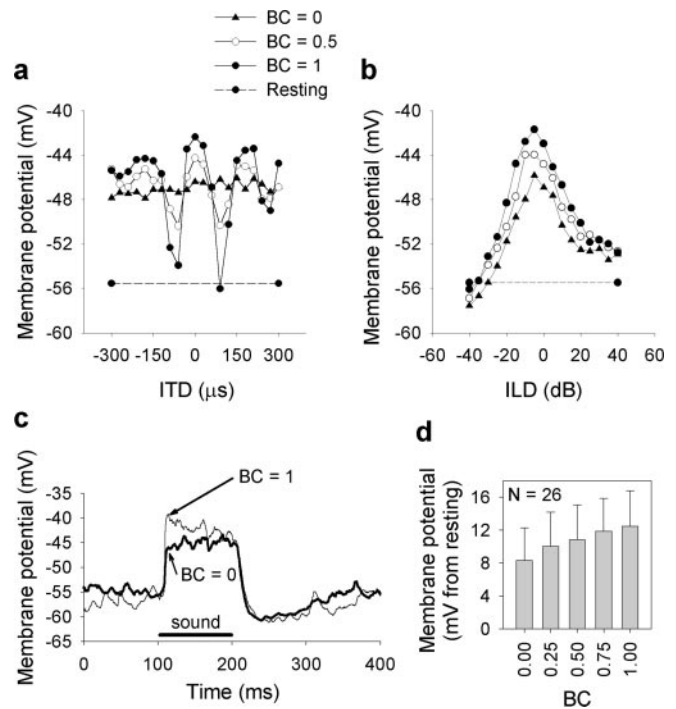 BC = 0
BC = 0.5
BC = 1
Resting
a
Membrane potential (mV)
-40
-44
-48
-52
-56
-60
-300 -150 0 150 300
ITD (μs)
b
Membrane potential (mV)
-40
-44
-48
-52
-56
-60
-60 -40 -20 0 20 40 60
ILD (dB)
c
Membrane potential (mV)
-35
-40
-45
-50
-55
-60
-65
BC = 1
BC = 0
sound
0 100 200 300 400
Time (ms)
d
Membrane potential
(mV from resting)
16
12
8
4
0
N = 26
0.00 0.25 0.50 0.75 1.00
BC